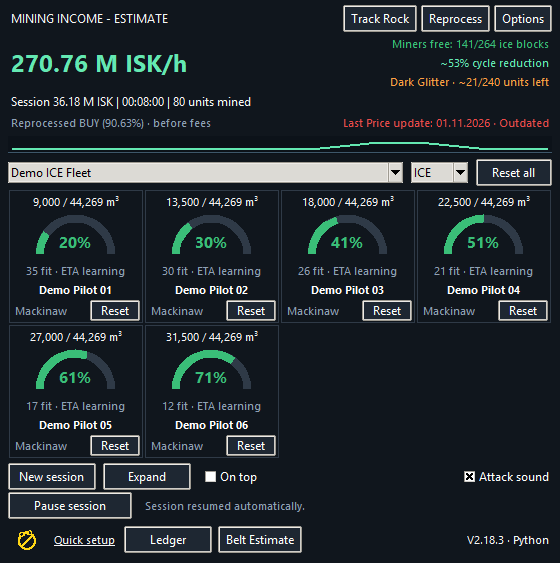 MINING INCOME - ESTIMATE
Track Rock
Reprocess
Options
Miners free: 141/264 ice blocks
270.76 M ISK/h
~53% cycle reduction
Dark Glitter · ~21/240 units left
Session 36.18 M ISK | 00:08:00 | 80 units mined
Reprocessed BUY (90.63%) · before fees
Last Price update: 01.11.2026 · Outdated
Demo ICE Fleet
ICE
Reset all
9,000 / 44,269 m³
20%
35 fit · ETA learning
Demo Pilot 01
Mackinaw
Reset
13,500 / 44,269 m³
30%
30 fit · ETA learning
Demo Pilot 02
Mackinaw
Reset
18,000 / 44,269 m³
41%
26 fit · ETA learning
Demo Pilot 03
Mackinaw
Reset
22,500 / 44,269 m³
51%
21 fit · ETA learning
Demo Pilot 04
Mackinaw
Reset
27,000 / 44,269 m³
61%
17 fit · ETA learning
Demo Pilot 05
Mackinaw
Reset
31,500 / 44,269 m³
71%
12 fit · ETA learning
Demo Pilot 06
Mackinaw
Reset
New session
Expand
On top
Attack sound
Pause session
Session resumed automatically.
Quick setup
Ledger
Belt Estimate
V2.18.3 · Python